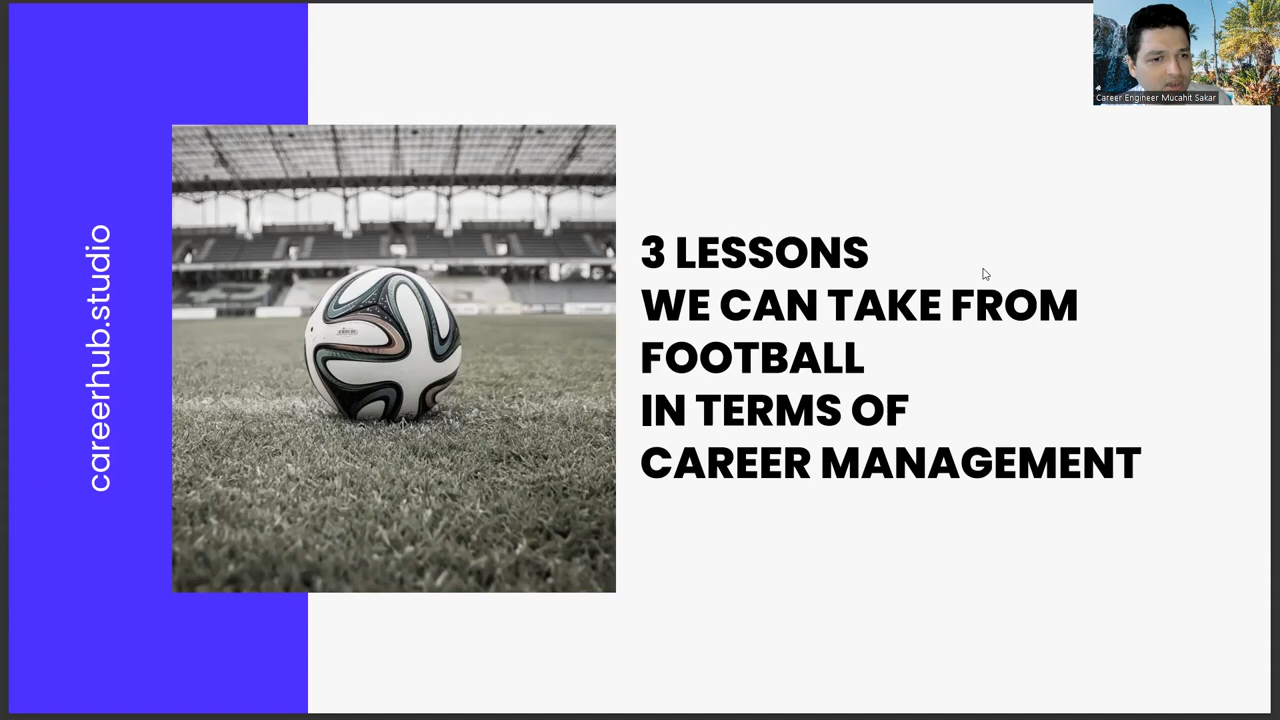 Career Engineer Mucahit Sakar
careerhub.studio
3 LESSONS
WE CAN TAKE FROM
FOOTBALL
IN TERMS OF
CAREER MANAGEMENT